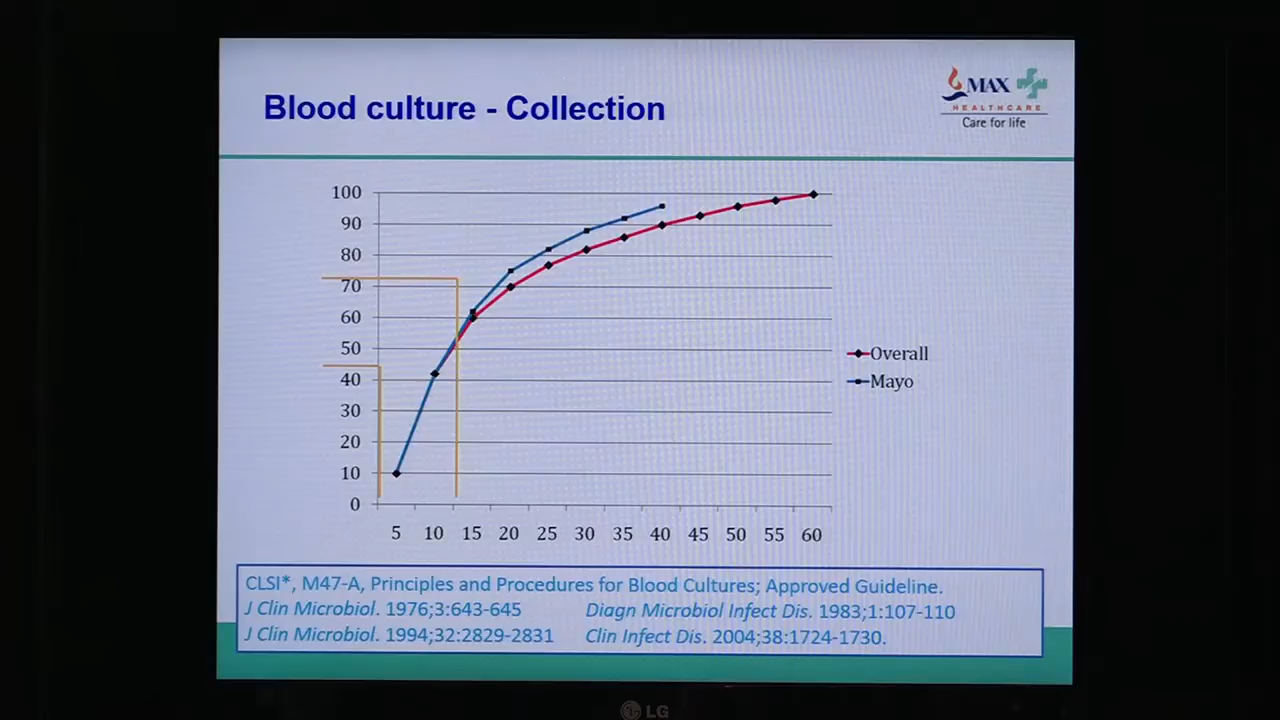 MAX
HEALTHCARE
Care for life
Blood culture - Collection
100
90
80
70
60
50
40
30
20
10
0
5 10 15 20 25 30 35 40 45 50 55 60
Overall
Mayo
CLSI*, M47-A, Principles and Procedures for Blood Cultures; Approved Guideline.
J Clin Microbiol. 1976;3:643-645 Diagn Microbiol Infect Dis. 1983;1:107-110
J Clin Microbiol. 1994;32:2829-2831 Clin Infect Dis. 2004;38:1724-1730.
LG